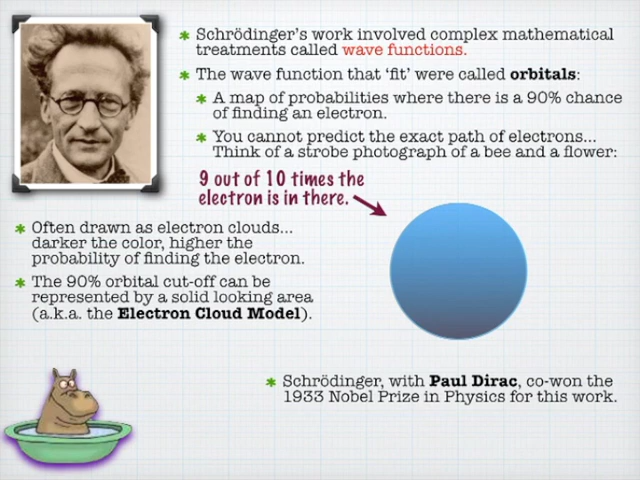 Schrödinger's work involved complex mathematical
treatments called wave functions.
The wave function that 'fit' were called orbitals:
A map of probabilities where there is a 90% chance
of finding an electron.
You cannot predict the exact path of electrons...
Think of a strobe photograph of a bee and a flower:
9 out of 10 times the
electron is in there.
Often drawn as electron clouds...
darker the color, higher the
probability of finding the electron.
The 90% orbital cut-off can be
represented by a solid looking area
(a.k.a. the Electron Cloud Model).
Schrödinger, with Paul Dirac, co-won the
1933 Nobel Prize in Physics for this work.